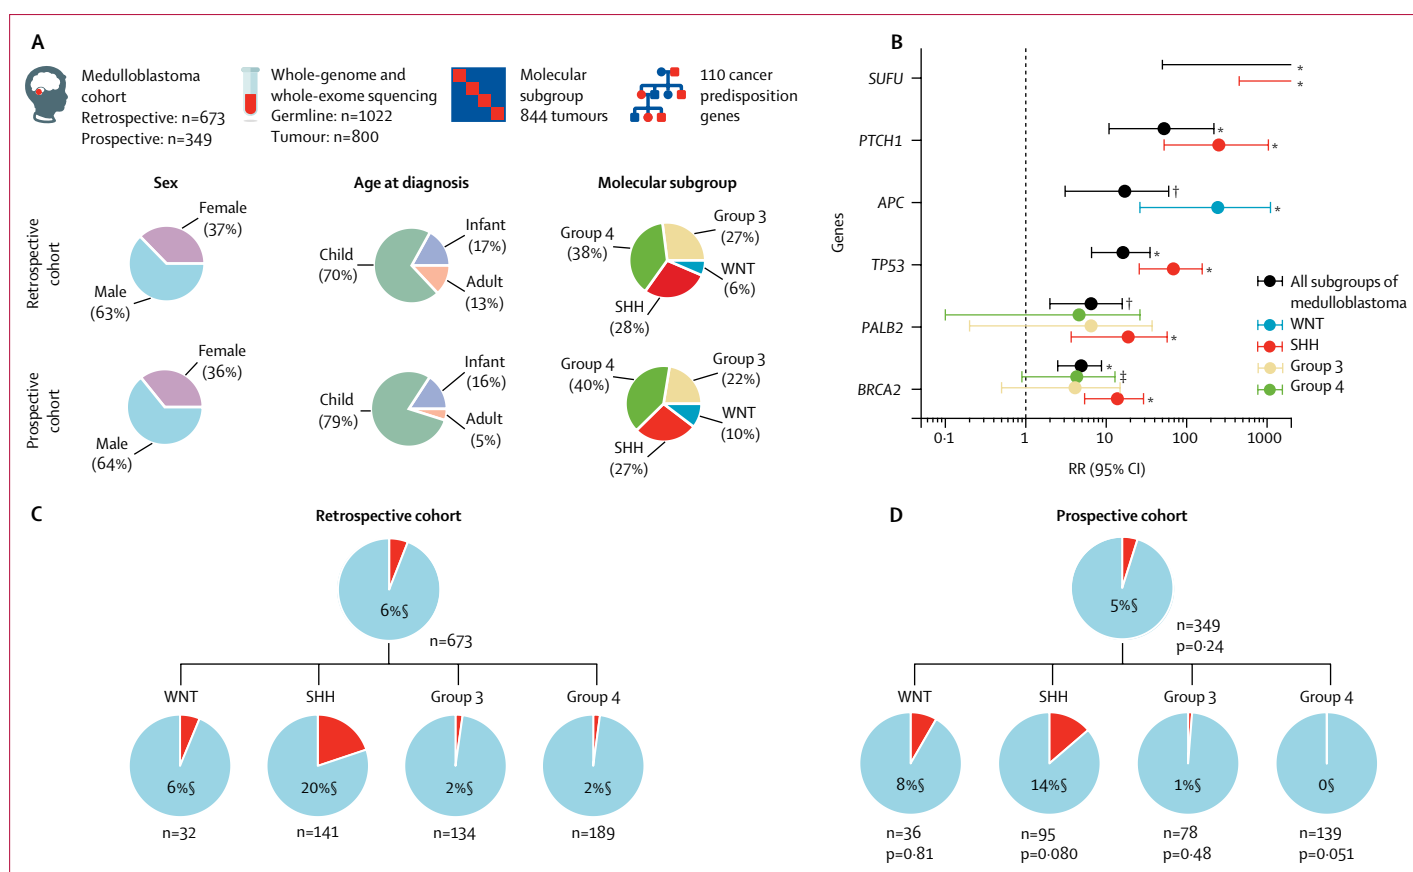 A
Medulloblastoma
cohort
Retrospective: n=673
Prospective: n=349
Whole-genome and
whole-exome squencing
Germline: n=1022
Tumour: n=800
Molecular
subgroup
844 tumours
110 cancer
predisposition
genes
Sex
Age at diagnosis
Molecular subgroup
Retrospective
cohort
Female
(37%)
Male
(63%)
Child
(70%)
Infant
(17%)
Adult
(13%)
Group 4
(38%)
Group 3
(27%)
WNT
(6%)
SHH
(28%)
Prospective
cohort
Female
(36%)
Male
(64%)
Child
(79%)
Infant
(16%)
Adult
(5%)
Group 4
(40%)
Group 3
(22%)
WNT
(10%)
SHH
(27%)
B
Genes
SUFU
*
*
PTCH1
*
*
APC
†
*
TP53
*
*
PALB2
†
*
BRCA2
*
‡
*
All subgroups of
medulloblastoma
WNT
SHH
Group 3
Group 4
0·1 1 10 100 1000
RR (95% CI)
C
Retrospective cohort
6%§
n=673
WNT SHH Group 3 Group 4
6%§ 20%§ 2%§ 2%§
n=32 n=141 n=134 n=189
D
Prospective cohort
5%§
n=349
p=0·24
WNT SHH Group 3 Group 4
8%§ 14%§ 1%§ 0§
n=36 n=95 n=78 n=139
p=0·81 p=0·080 p=0·48 p=0·051